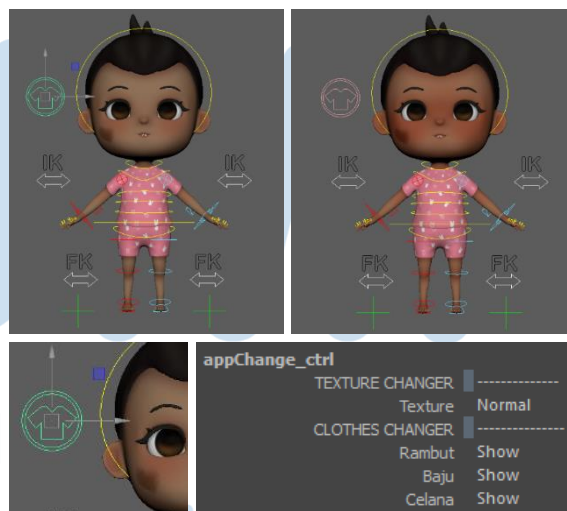 IK IK
FK FK
IK IK
FK FK
appChange_ctrl
TEXTURE CHANGER --------------
Texture Normal
CLOTHES CHANGER ---------------
Rambut Show
Baju Show
Celana Show